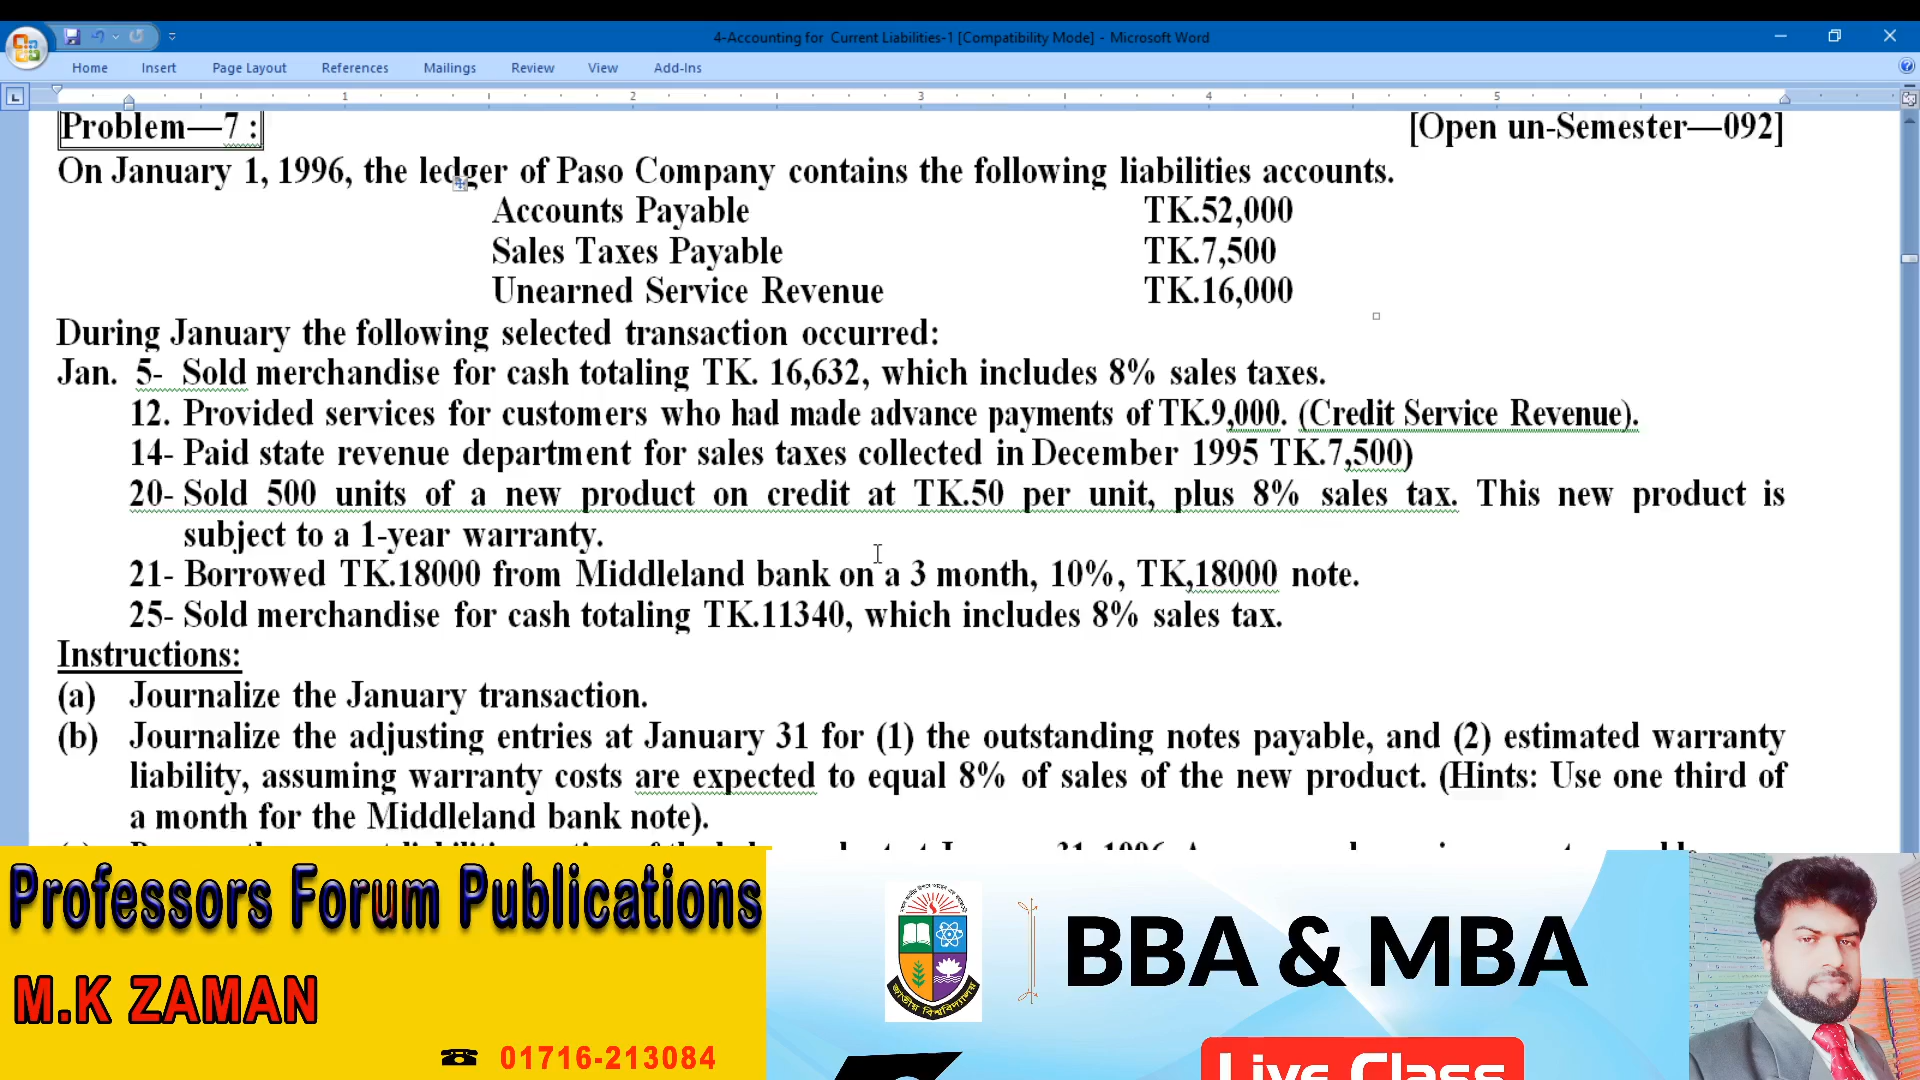 4-Accounting for Current Liabilities-1 [Compatibility Mode] - Microsoft Word
Home Insert Page Layout References Mailings Review View Add-Ins
1 2 3 4 5
Problem—7 : [Open un-Semester—092]
On January 1, 1996, the ledger of Paso Company contains the following liabilities accounts.
Accounts Payable TK.52,000
Sales Taxes Payable TK.7,500
Unearned Service Revenue TK.16,000
During January the following selected transaction occurred:
Jan. 5- Sold merchandise for cash totaling TK. 16,632, which includes 8% sales taxes.
12. Provided services for customers who had made advance payments of TK.9,000. (Credit Service Revenue).
14- Paid state revenue department for sales taxes collected in December 1995 TK.7,500)
20- Sold 500 units of a new product on credit at TK.50 per unit, plus 8% sales tax. This new product is
subject to a 1-year warranty.
21- Borrowed TK.18000 from Middleland bank on a 3 month, 10%, TK,18000 note.
25- Sold merchandise for cash totaling TK.11340, which includes 8% sales tax.
Instructions:
(a) Journalize the January transaction.
(b) Journalize the adjusting entries at January 31 for (1) the outstanding notes payable, and (2) estimated warranty
liability, assuming warranty costs are expected to equal 8% of sales of the new product. (Hints: Use one third of
a month for the Middleland bank note).
Professors Forum Publications
M.K ZAMAN
☎ 01716-213084
জাতীয় বিশ্ববিদ্যালয়
BBA & MBA
Live Class